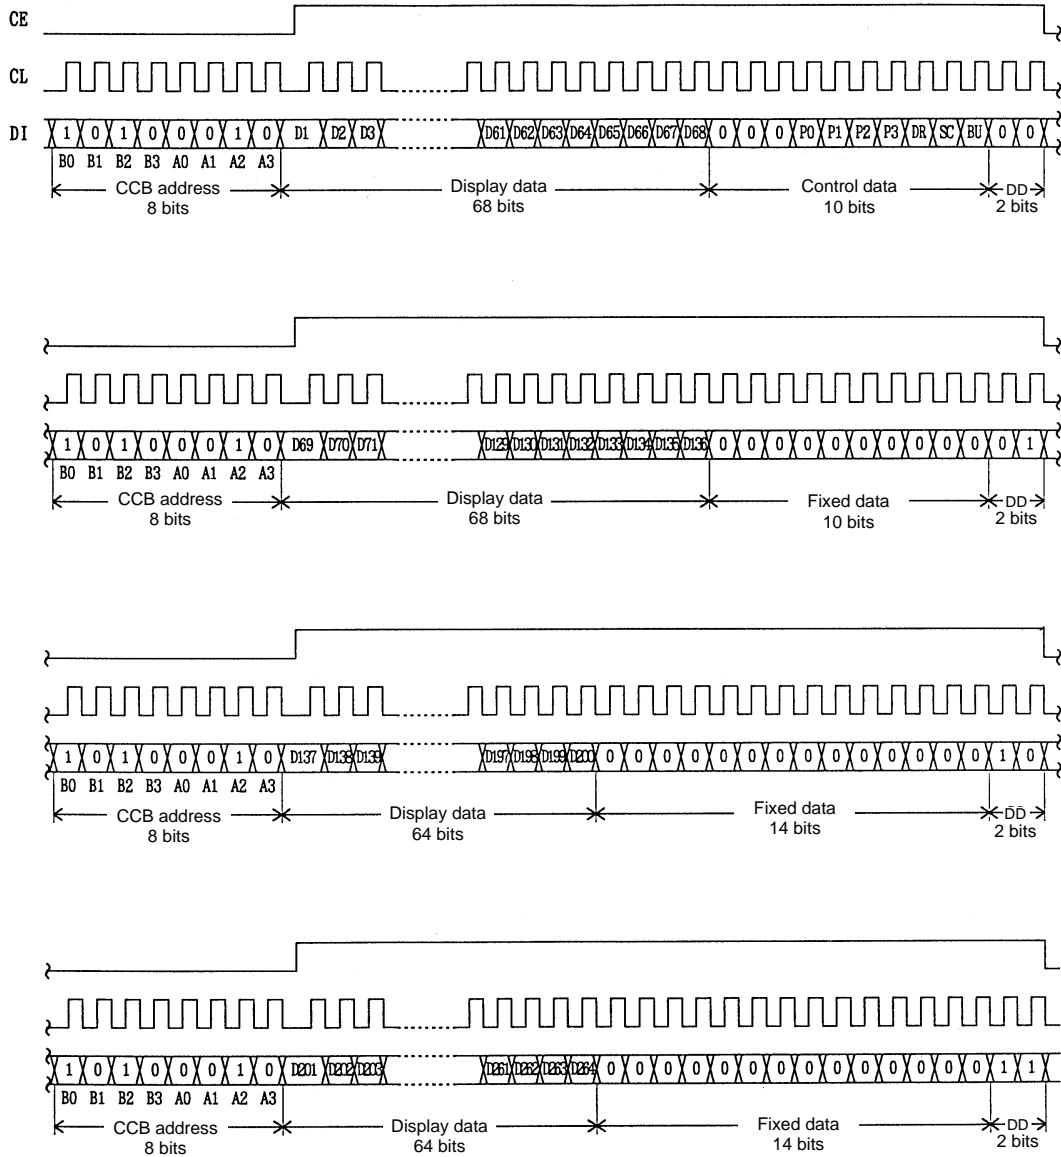 CE
CL
DI 1 0 1 0 0 0 1 0 D1 D2 D3 D61 D62 D63 D64 D65 D66 D67 D68 0 0 0 P0 P1 P2 P3 DR SC BU 0 0
B0 B1 B2 B3 A0 A1 A2 A3
CCB address Display data Control data DD
8 bits 68 bits 10 bits 2 bits
1 0 1 0 0 0 1 0 D69 D70 D71 D129 D130 D131 D132 D133 D134 D135 D136 0 0 0 0 0 0 0 0 0 0 0 1
B0 B1 B2 B3 A0 A1 A2 A3
CCB address Display data Fixed data DD
8 bits 68 bits 10 bits 2 bits
1 0 1 0 0 0 1 0 D137 D138 D139 D197 D198 D199 D200 0 0 0 0 0 0 0 0 0 0 0 0 0 0 1 0
B0 B1 B2 B3 A0 A1 A2 A3
CCB address Display data Fixed data DD
8 bits 64 bits 14 bits 2 bits
1 0 1 0 0 0 1 0 D201 D202 D203 D261 D262 D263 D264 0 0 0 0 0 0 0 0 0 0 0 0 0 0 1 1
B0 B1 B2 B3 A0 A1 A2 A3
CCB address Display data Fixed data DD
8 bits 64 bits 14 bits 2 bits